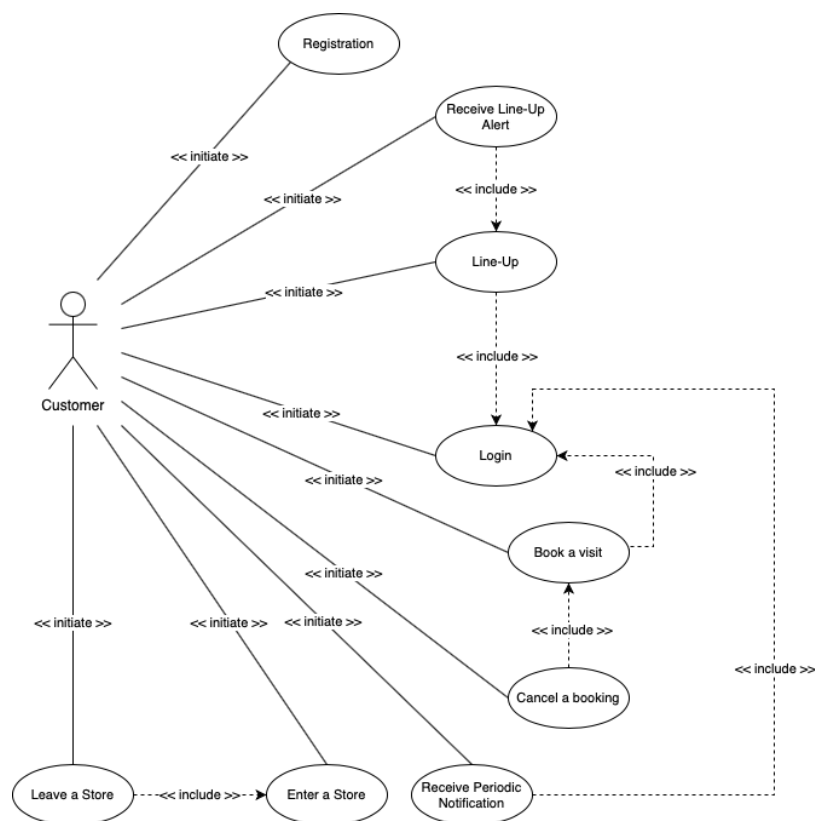 Registration
Receive Line-Up
Alert
<< initiate >>
<< include >>
<< initiate >>
Line-Up
<< initiate >>
<< include >>
Customer
<< initiate >>
Login
<< include >>
<< initiate >>
Book a visit
<< initiate >>
<< initiate >>
<< initiate >>
<< initiate >>
<< include >>
<< include >>
Cancel a booking
Leave a Store
<< include >>
Enter a Store
Receive Periodic
Notification